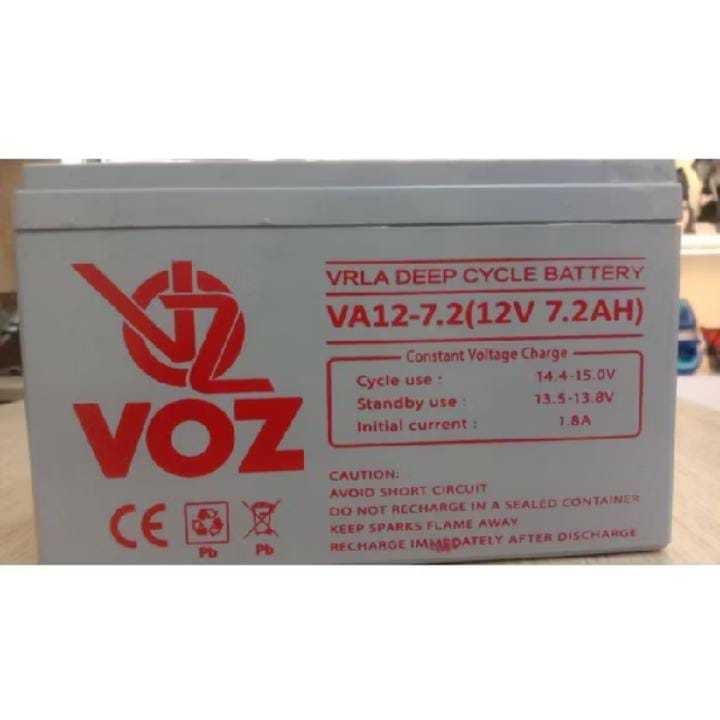 VRLA DEEP CYCLE BATTERY
VA12-7.2(12V 7.2AH)
Constant Voltage Charge
Cycle use : 14.4-15.0V
Standby use : 13.5-13.8V
Initial current : 1.8A
VOZ
CAUTION:
AVOID SHORT CIRCUIT
DO NOT RECHARGE IN A SEALED CONTAINER
KEEP SPARKS FLAME AWAY
RECHARGE IMMEDATELY AFTER DISCHARGE
CE
Pb
Pb